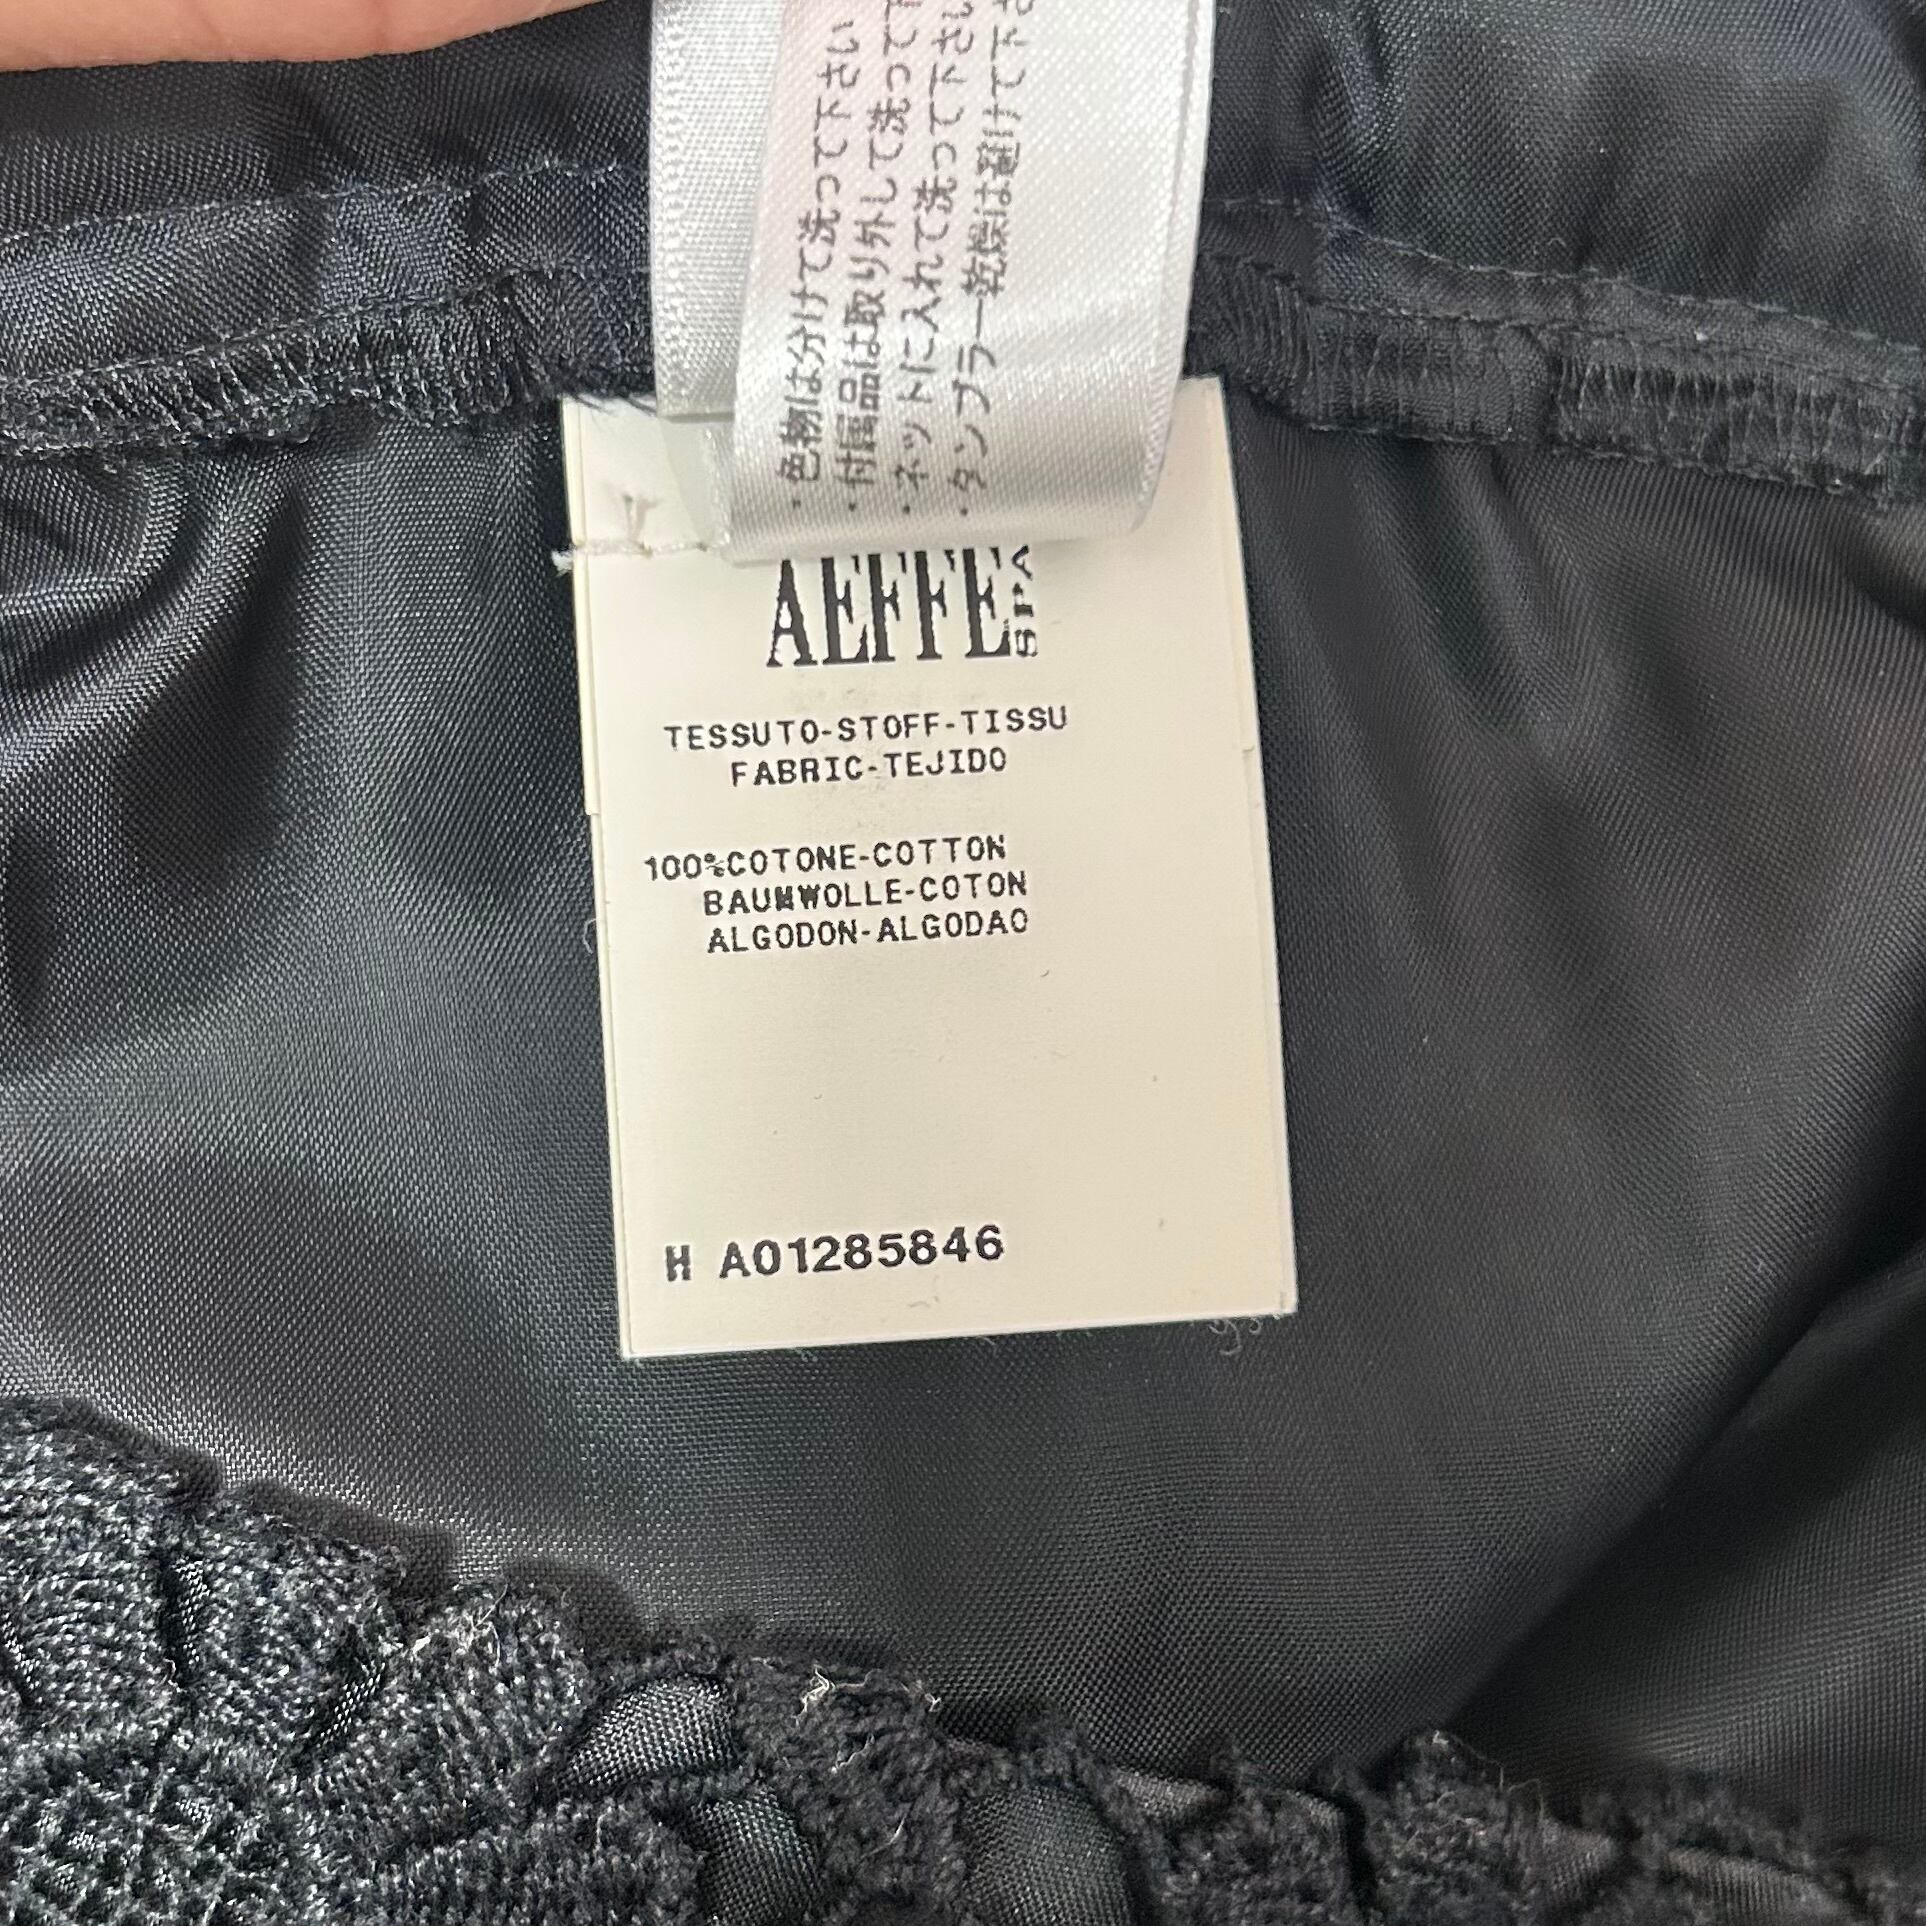 ・色物は分けて洗って下さい
・付属品は取り外して洗って下
・ネットに入れて洗って下さい
・タンブラー乾燥は避けて下さ
AEFFE SPA
TESSUTO-STOFF-TISSU
FABRIC-TEJIDO
100%COTONE-COTTON
BAUMWOLLE-COTON
ALGODON-ALGODAO
H A01285846